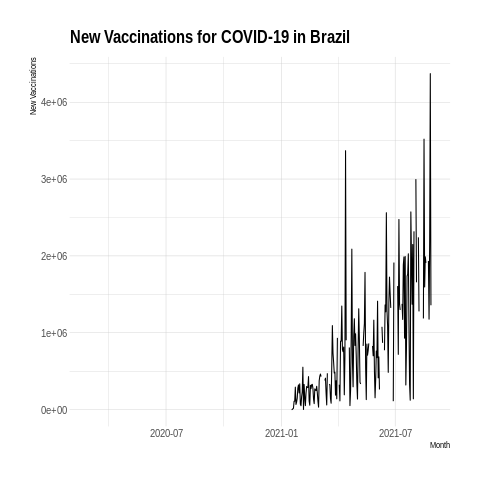 New Vaccinations for COVID-19 in Brazil
New Vaccinations
4e+06
3e+06
2e+06
1e+06
0e+00
2020-07 2021-01 2021-07
Month